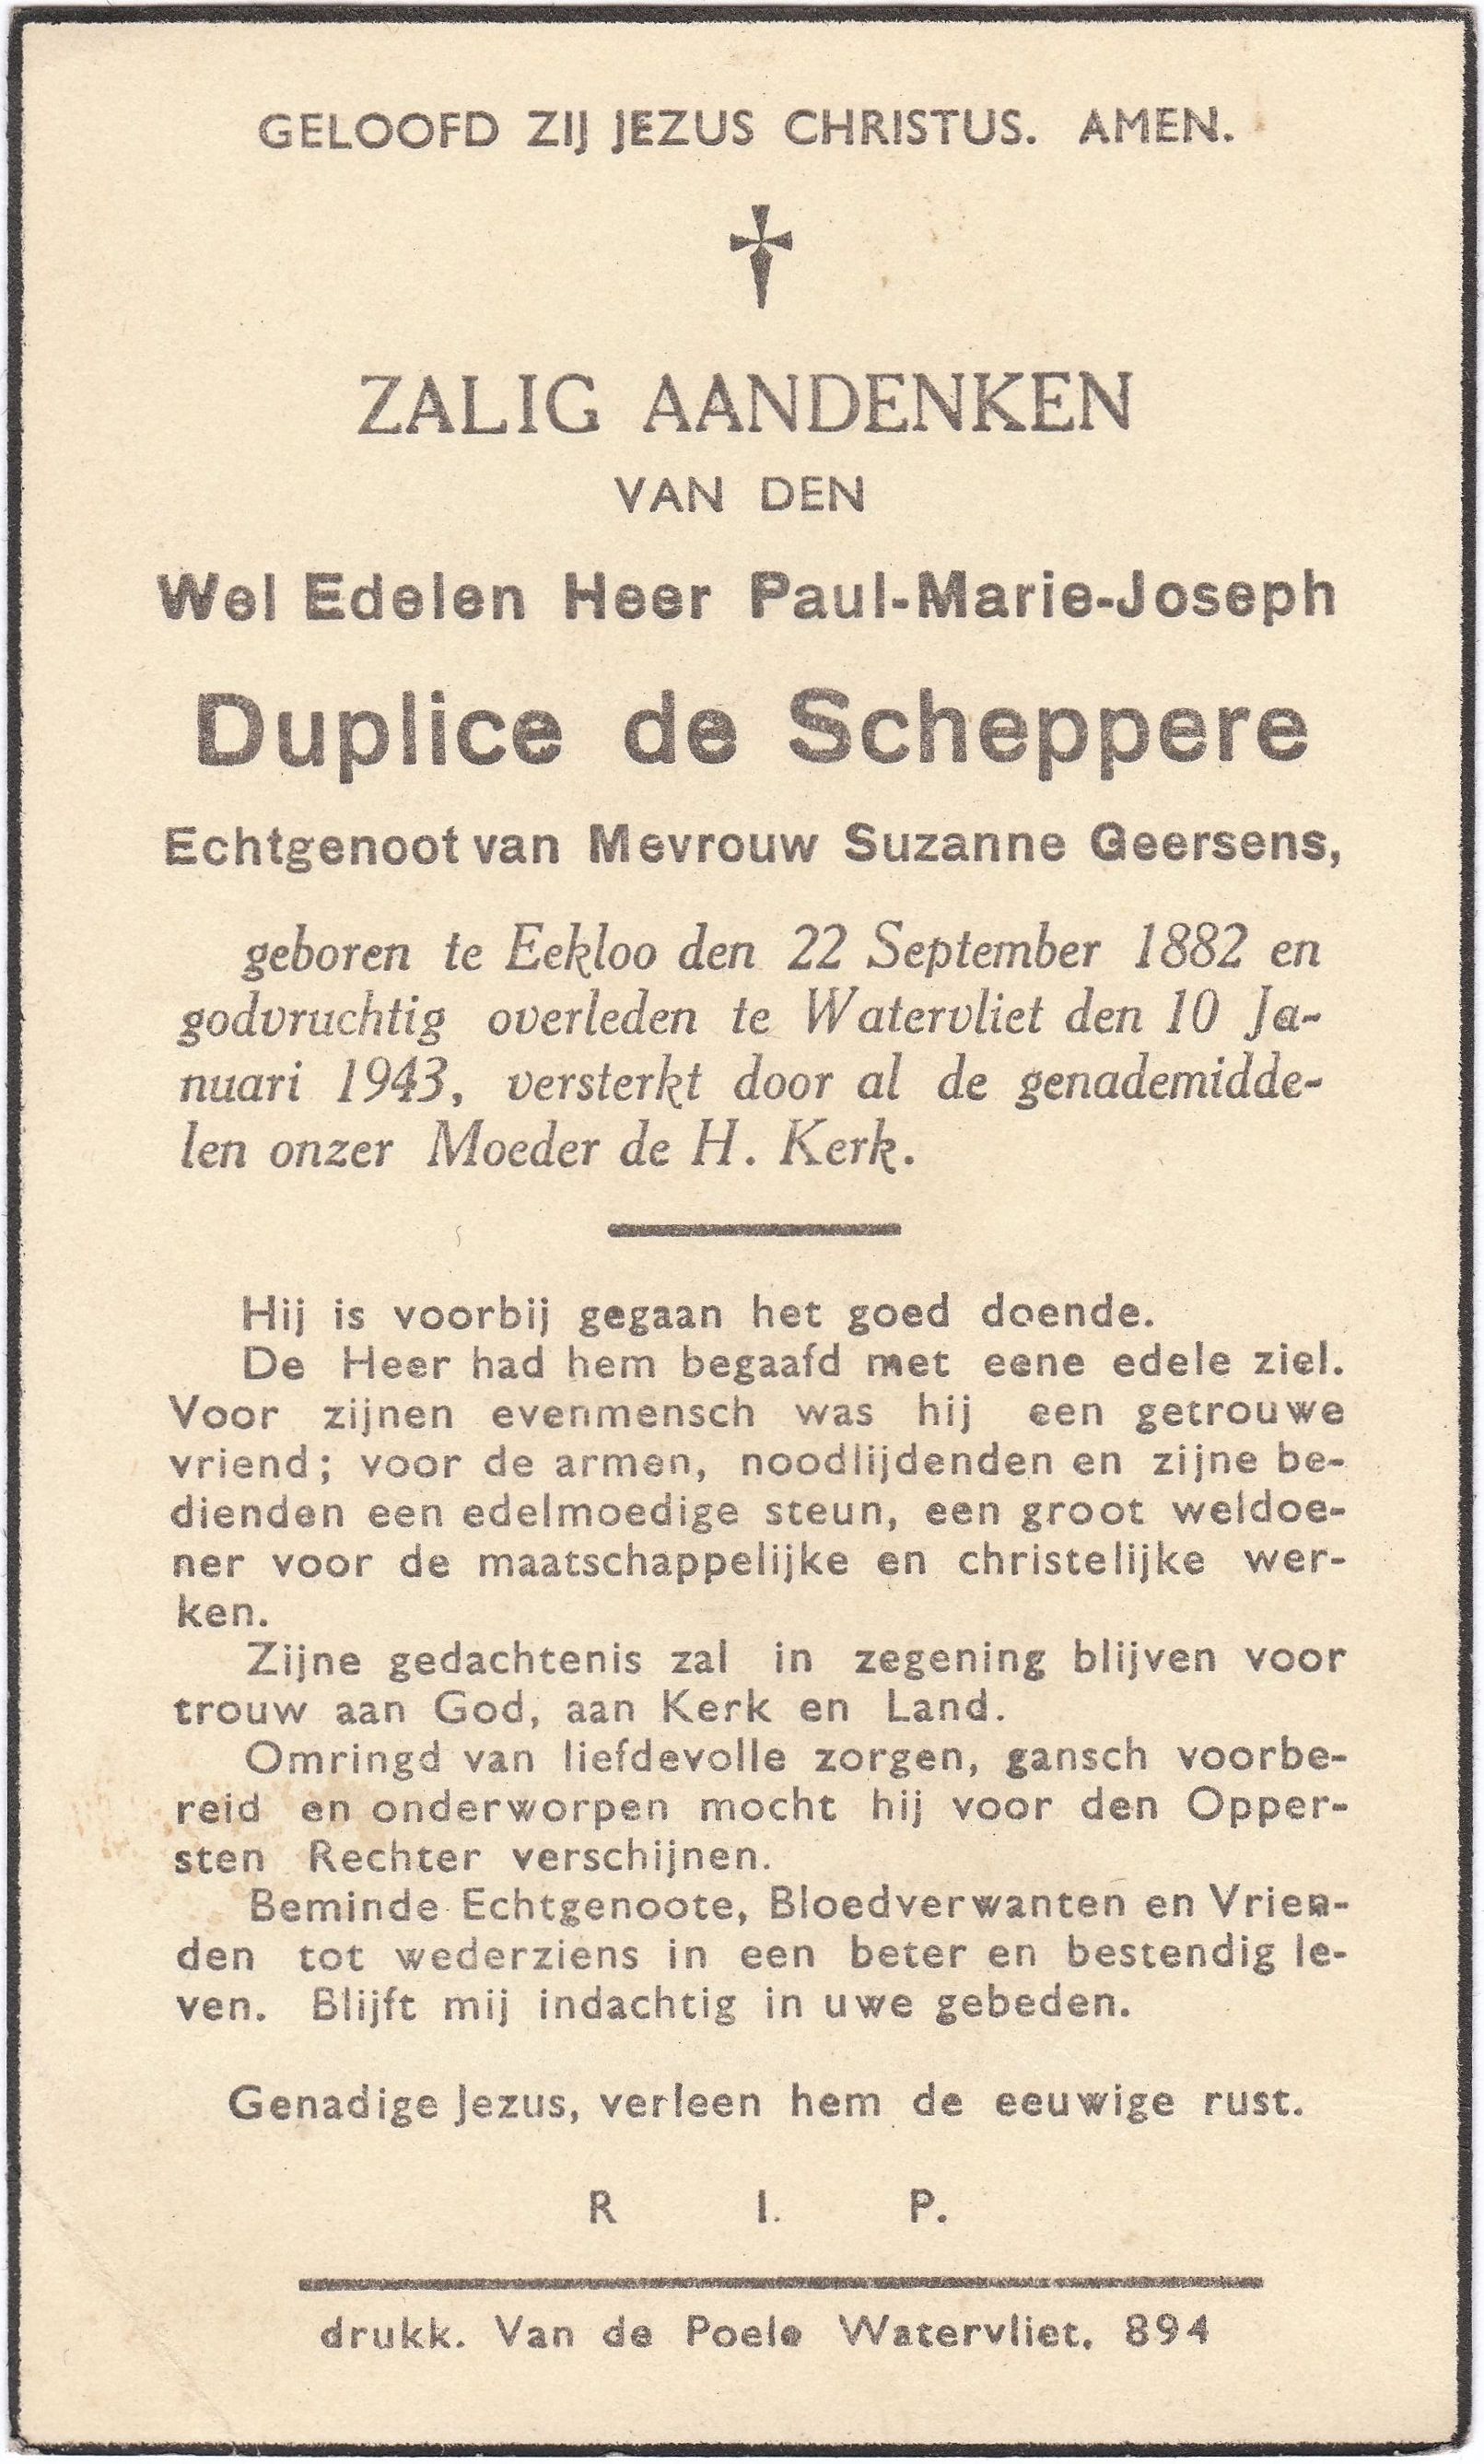 GELOOFD ZIJ JEZUS CHRISTUS. AMEN.
ZALIG AANDENKEN
VAN DEN
Wel Edelen Heer Paul-Marie-Joseph
Duplice de Scheppere
Echtgenoot van Mevrouw Suzanne Geersens,
geboren te Eekloo den 22 September 1882 en
godvruchtig overleden te Watervliet den 10 Ja-
nuari 1943, versterkt door al de genademidde-
len onzer Moeder de H. Kerk.
Hij is voorbij gegaan het goed doende.
De Heer had hem begaafd met eene edele ziel.
Voor zijnen evenmensch was hij een getrouwe
vriend; voor de armen, noodlijdenden en zijne be-
dienden een edelmoedige steun, een groot weldoe-
ner voor de maatschappelijke en christelijke wer-
ken.
Zijne gedachtenis zal in zegening blijven voor
trouw aan God, aan Kerk en Land.
Omringd van liefdevolle zorgen, gansch voorbe-
reid en onderworpen mocht hij voor den Opper-
sten Rechter verschijnen.
Beminde Echtgenoote, Bloedverwanten en Vrien-
den tot wederziens in een beter en bestendig le-
ven. Blijft mij indachtig in uwe gebeden.
Genadige Jezus, verleen hem de eeuwige rust.
R I. P.
drukk. Van de Poele Watervliet. 894